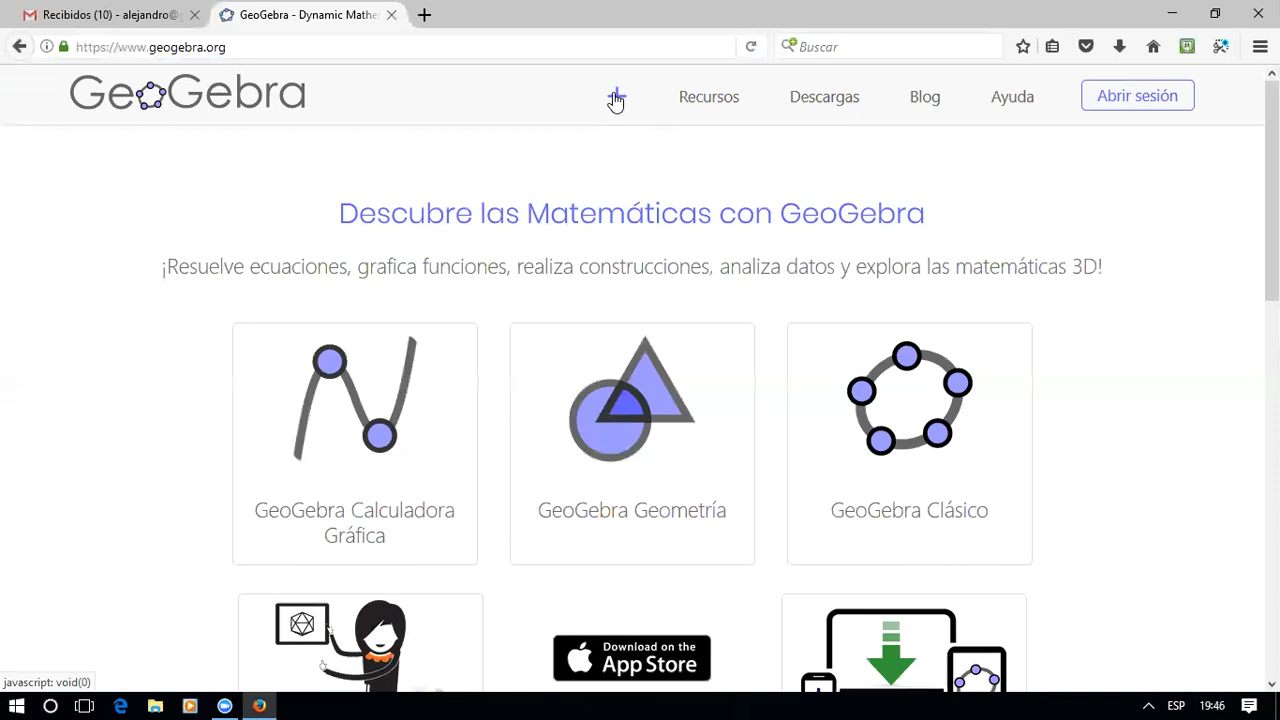 Recibidos (10) - alejandro@g
GeoGebra - Dynamic Mathe
https://www.geogebra.org
Buscar
GeoGebra
Recursos
Descargas
Blog
Ayuda
Abrir sesión
Descubre las Matemáticas con GeoGebra
¡Resuelve ecuaciones, grafica funciones, realiza construcciones, analiza datos y explora las matemáticas 3D!
GeoGebra Calculadora
Gráfica
GeoGebra Geometría
GeoGebra Clásico
Download on the
App Store
javascript: void(0)
ESP
19:46